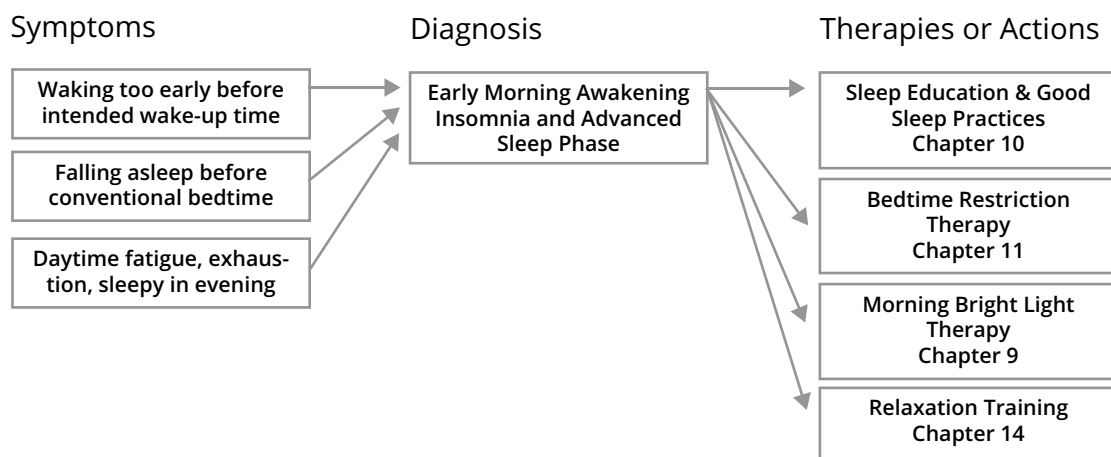 Symptoms
Diagnosis
Therapies or Actions
Waking too early before
intended wake-up time
Falling asleep before
conventional bedtime
Daytime fatigue, exhaus-
tion, sleepy in evening
Early Morning Awakening
Insomnia and Advanced
Sleep Phase
Sleep Education & Good
Sleep Practices
Chapter 10
Bedtime Restriction
Therapy
Chapter 11
Morning Bright Light
Therapy
Chapter 9
Relaxation Training
Chapter 14